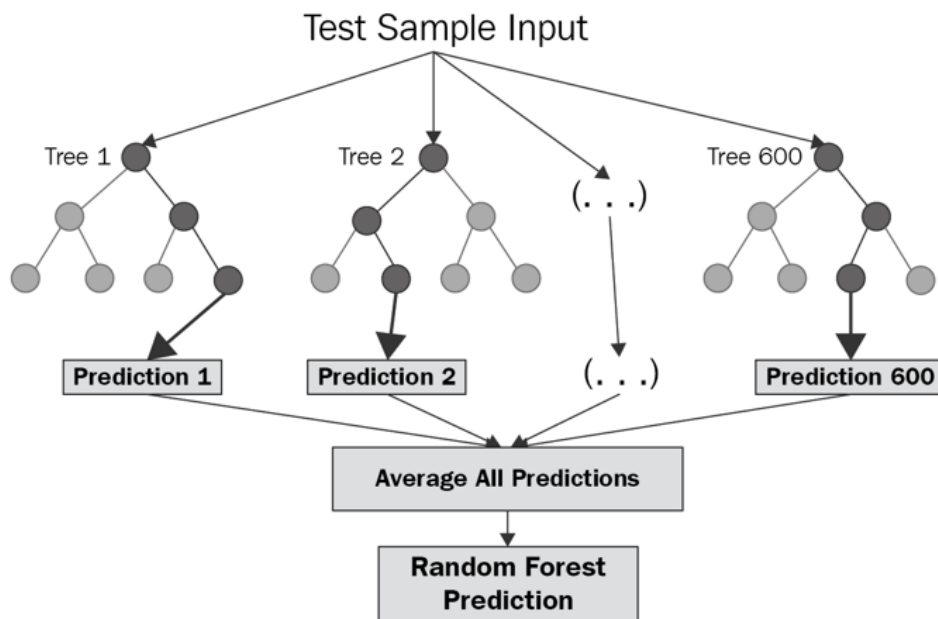 Test Sample Input
Tree 1
Tree 2
Tree 600
(. . .)
Prediction 1
Prediction 2
(. . .)
Prediction 600
Average All Predictions
Random Forest
Prediction